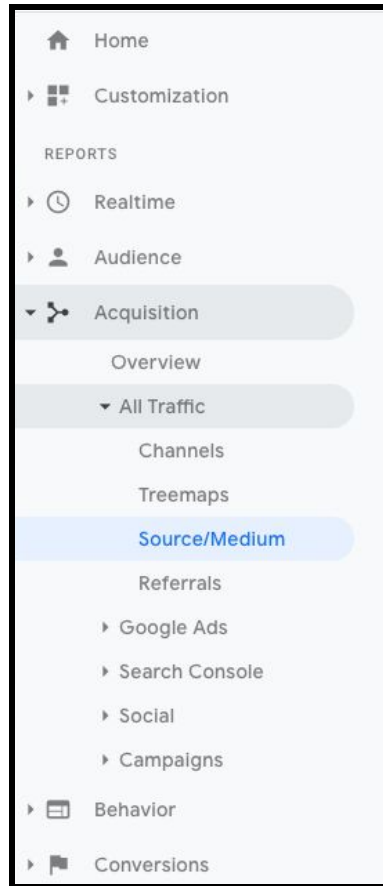 Home
Customization
REPORTS
Realtime
Audience
Acquisition
Overview
All Traffic
Channels
Treemaps
Source/Medium
Referrals
Google Ads
Search Console
Social
Campaigns
Behavior
Conversions